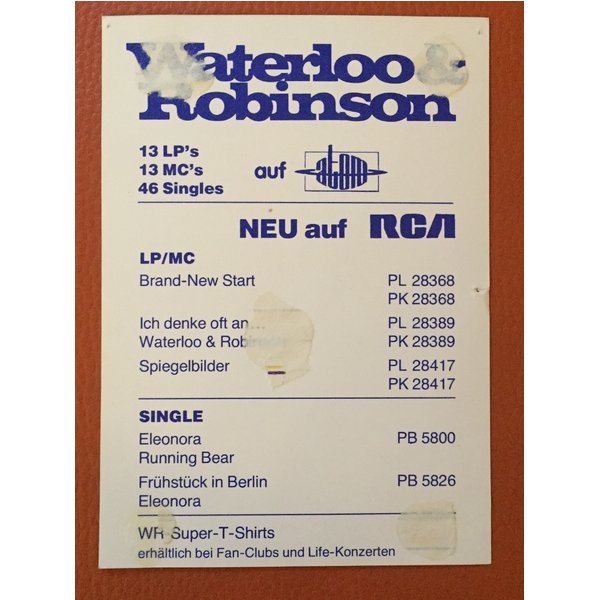 Waterloo &
Robinson
13 LP's
13 MC's auf atom
46 Singles
NEU auf RCA
LP/MC
Brand-New Start PL 28368
PK 28368
Ich denke oft an... PL 28389
Waterloo & Robinson PK 28389
Spiegelbilder PL 28417
PK 28417
SINGLE
Eleonora PB 5800
Running Bear
Frühstück in Berlin PB 5826
Eleonora
WR-Super-T-Shirts
erhältlich bei Fan-Clubs und Life-Konzerten